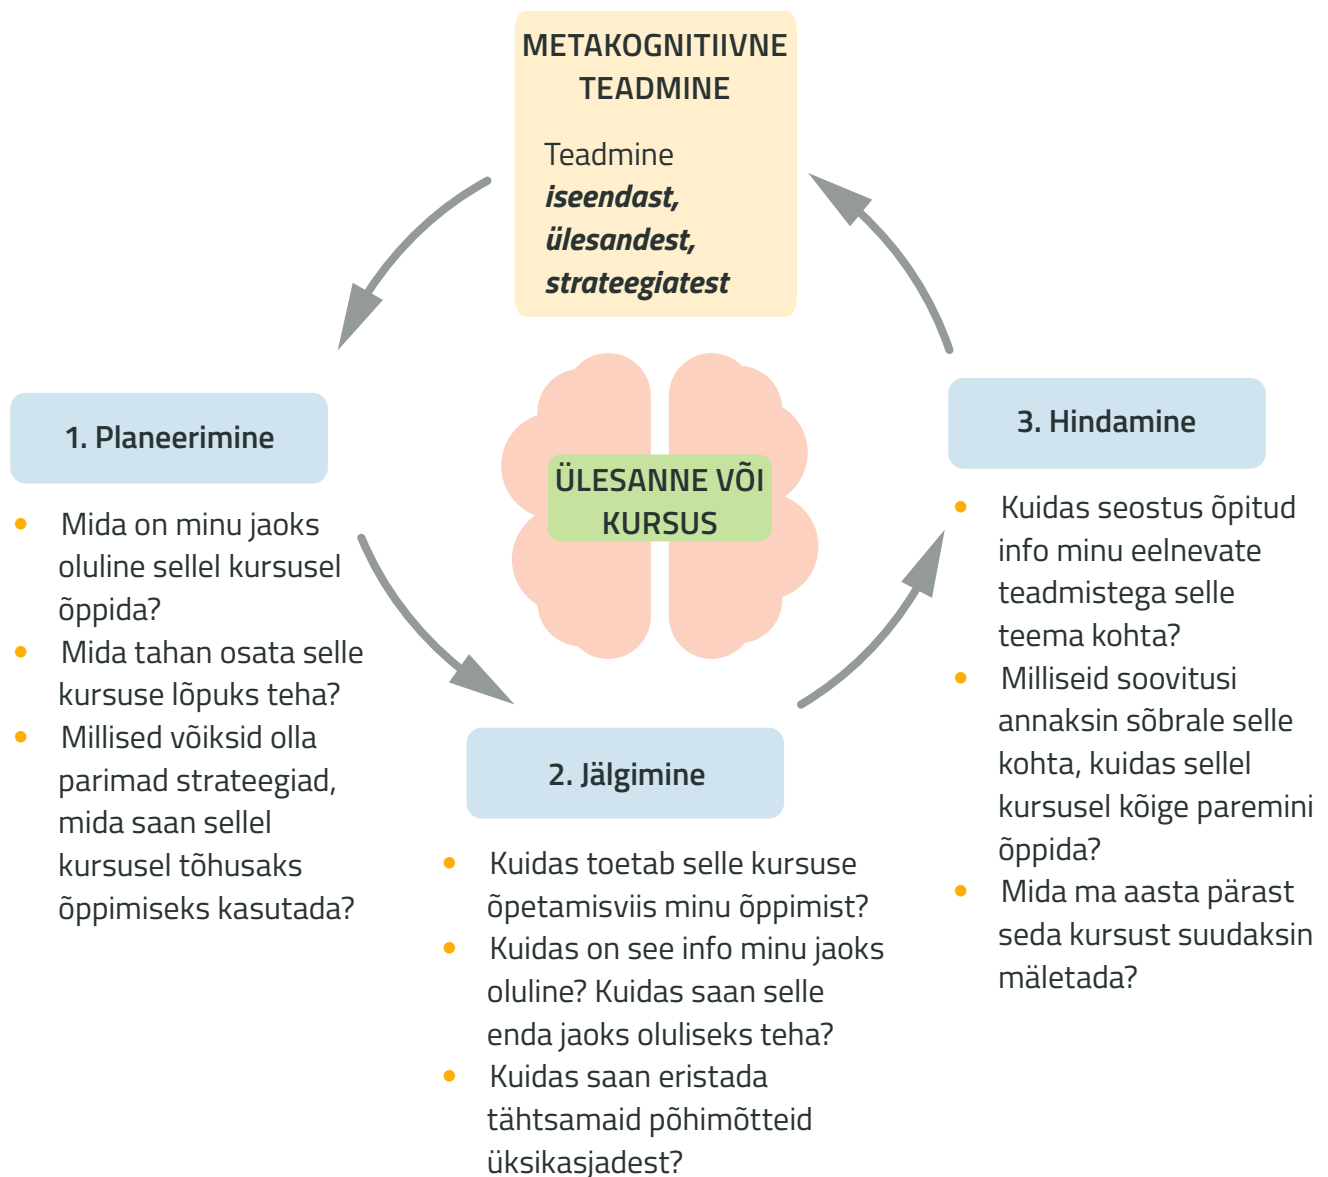 METAKOGNITIIVNE
TEADMINE
Teadmine
iseendast,
ülesandest,
strateegiatest
ÜLESANNE VÕI
KURSUS
1. Planeerimine
• Mida on minu jaoks
oluline sellel kursusel
õppida?
• Mida tahan osata selle
kursuse lõpuks teha?
• Millised võiksid olla
parimad strateegiad,
mida saan sellel
kursusel tõhusaks
õppimiseks kasutada?
2. Jälgimine
• Kuidas toetab selle kursuse
õpetamisviis minu õppimist?
• Kuidas on see info minu jaoks
oluline? Kuidas saan selle
enda jaoks oluliseks teha?
• Kuidas saan eristada
tähtsamaid põhimõtteid
üksikasjadest?
3. Hindamine
• Kuidas seostus õpitud
info minu eelnevate
teadmistega selle
teema kohta?
• Milliseid soovitusi
annaksin sõbrale selle
kohta, kuidas sellel
kursusel kõige paremini
õppida?
• Mida ma aasta pärast
seda kursust suudaksin
mäletada?